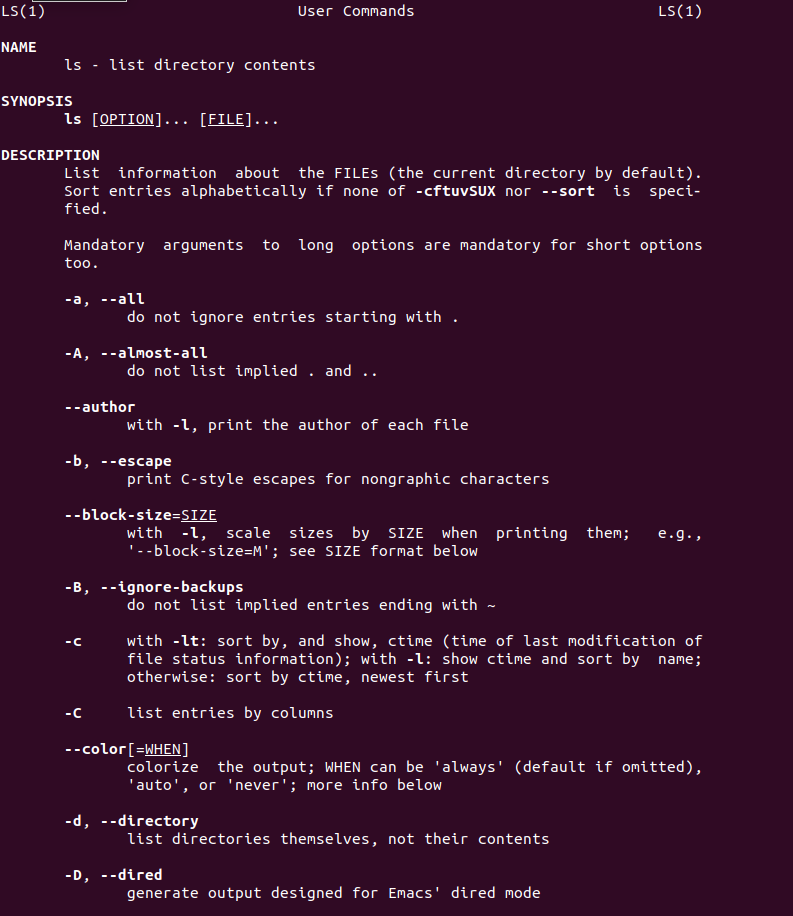 LS(1)                            User Commands                           LS(1)
NAME
ls - list directory contents
SYNOPSIS
ls [OPTION]... [FILE]...
DESCRIPTION
List  information  about  the FILEs (the current directory by default).
Sort entries alphabetically if none of -cftuvSUX nor --sort  is  speci-
fied.
Mandatory  arguments  to  long  options are mandatory for short options
too.
-a, --all
do not ignore entries starting with .
-A, --almost-all
do not list implied . and ..
--author
with -l, print the author of each file
-b, --escape
print C-style escapes for nongraphic characters
--block-size=SIZE
with  -l,  scale  sizes  by  SIZE  when  printing  them;   e.g.,
'--block-size=M'; see SIZE format below
-B, --ignore-backups
do not list implied entries ending with ~
-c     with -lt: sort by, and show, ctime (time of last modification of
file status information); with -l: show ctime and sort by  name;
otherwise: sort by ctime, newest first
-C     list entries by columns
--color[=WHEN]
colorize  the output; WHEN can be 'always' (default if omitted),
'auto', or 'never'; more info below
-d, --directory
list directories themselves, not their contents
-D, --dired
generate output designed for Emacs' dired mode